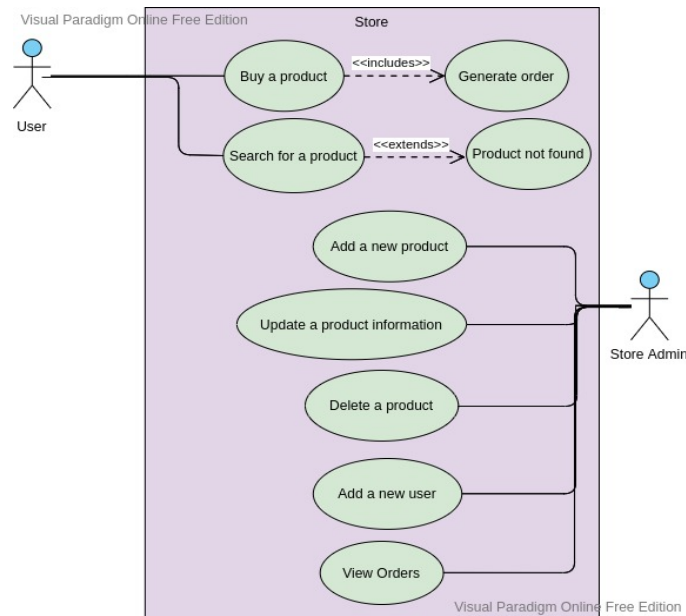 Visual Paradigm Online Free Edition
Store
<<includes>>
Buy a product
Generate order
User
<<extends>>
Search for a product
Product not found
Add a new product
Update a product information
Store Admin
Delete a product
Add a new user
View Orders
Visual Paradigm Online Free Edition